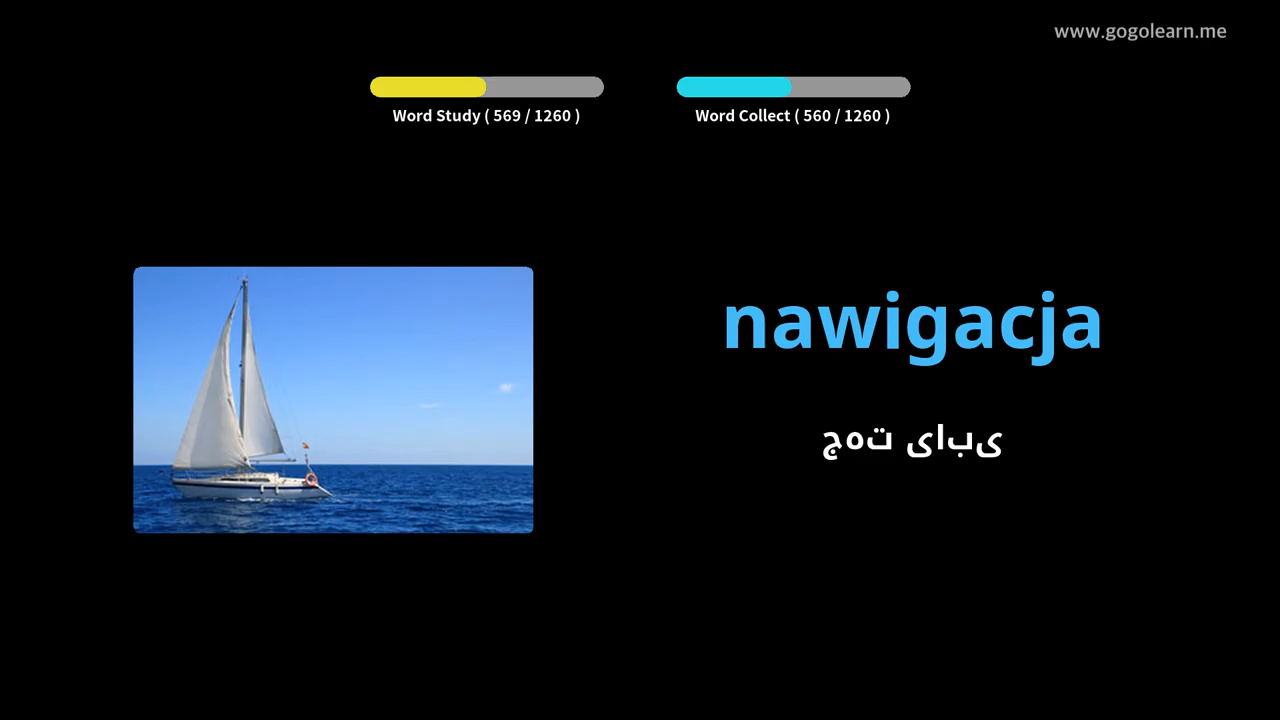 www.gogolearn.me
Word Study ( 569 / 1260 )
Word Collect ( 560 / 1260 )
nawigacja
جهت یابی